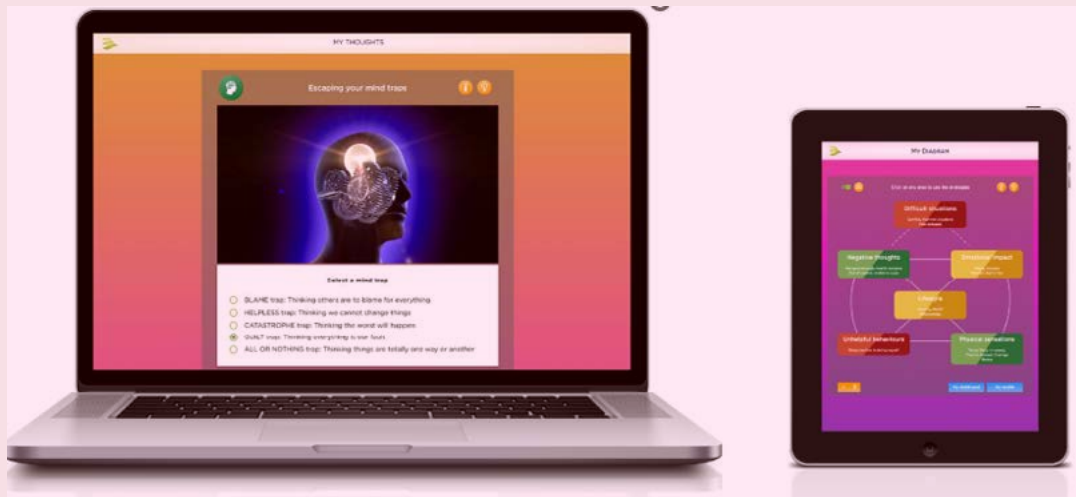 MY THOUGHTS
Escaping your mind traps
Select a mind trap
BLAME trap: Thinking others are to blame for everything
HELPLESS trap: Thinking we cannot change things
CATASTROPHE trap: Thinking the worst will happen
GUILT trap: Thinking everything is our fault
ALL OR NOTHING trap: Thinking things are totally one way or another
MY DIAGRAM
Difficult situations
Negative thoughts
Emotional impact
Lifestyle
Unhelpful behaviours
Physical sensations
My dashboard